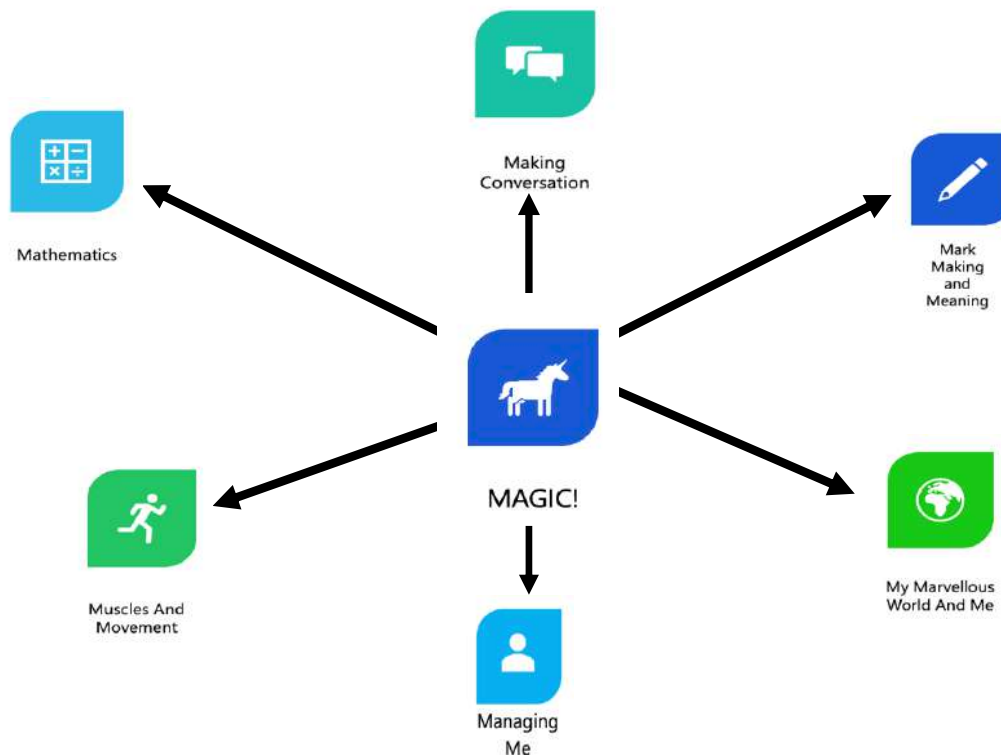 Making
Conversation
Mathematics
Mark
Making
and
Meaning
MAGIC!
Muscles And
Movement
My Marvellous
World And Me
Managing
Me